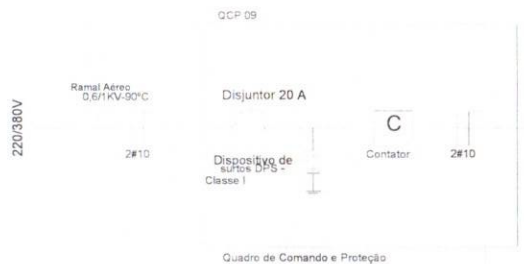 QCP 09
Ramal Aéreo
0,6/1KV-90°C
Disjuntor 20 A
220/380V
C
2#10
Dispositivo de
surtos DPS -
Classe I
Contator
2#10
Quadro de Comando e Proteção